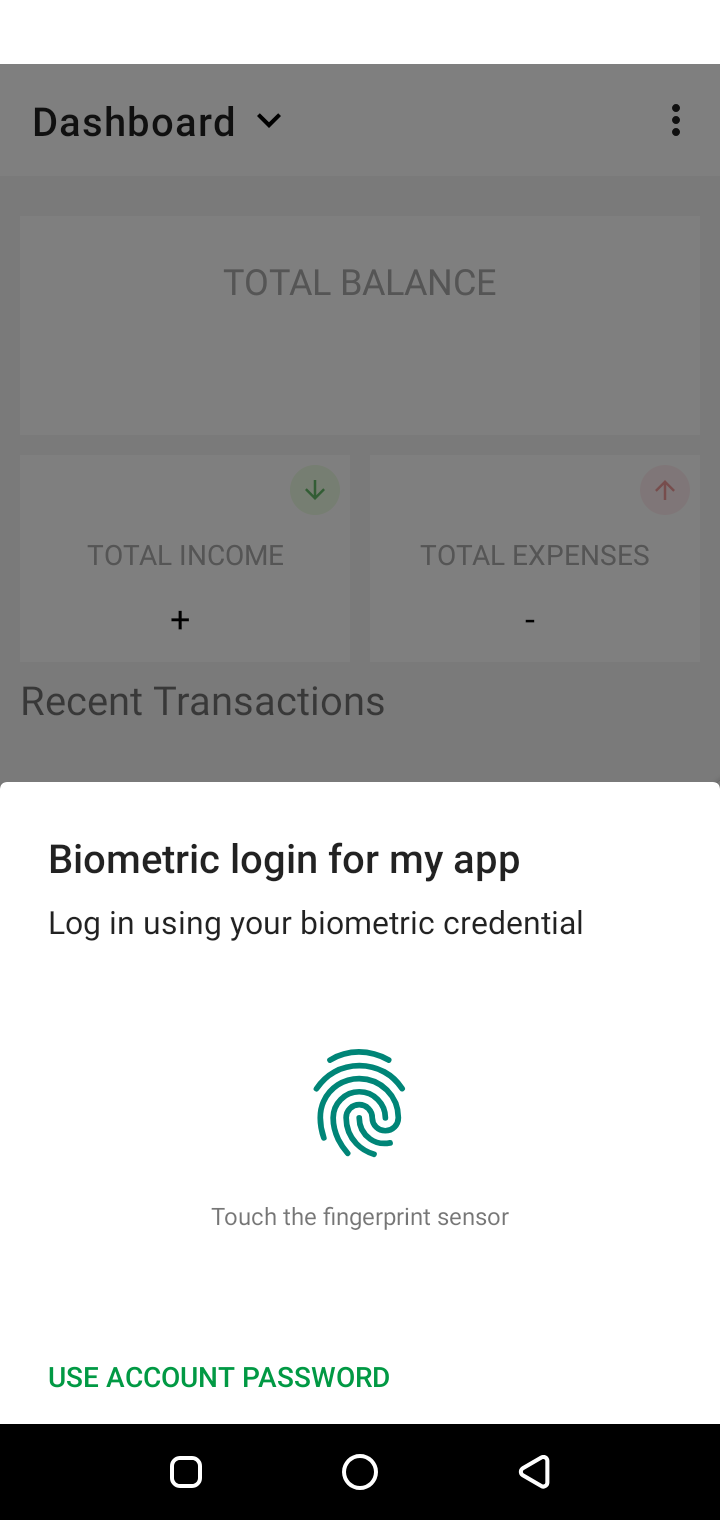 Dashboard
TOTAL BALANCE
TOTAL INCOME
+
TOTAL EXPENSES
-
Recent Transactions
Biometric login for my app
Log in using your biometric credential
Touch the fingerprint sensor
USE ACCOUNT PASSWORD